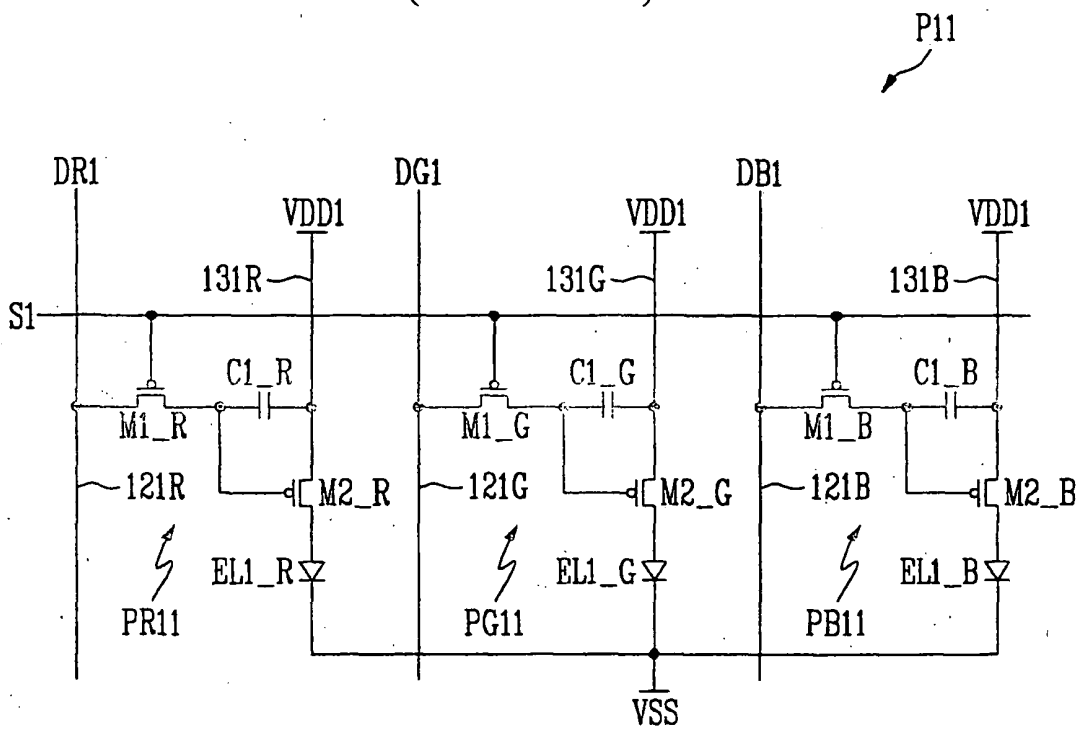 P11
DR1
DG1
DB1
VDD1
VDD1
VDD1
131R
131G
131B
S1
C1_R
C1_G
C1_B
M1_R
M1_G
M1_B
121R
M2_R
121G
M2_G
121B
M2_B
EL1_R
EL1_G
EL1_B
PR11
PG11
PB11
VSS